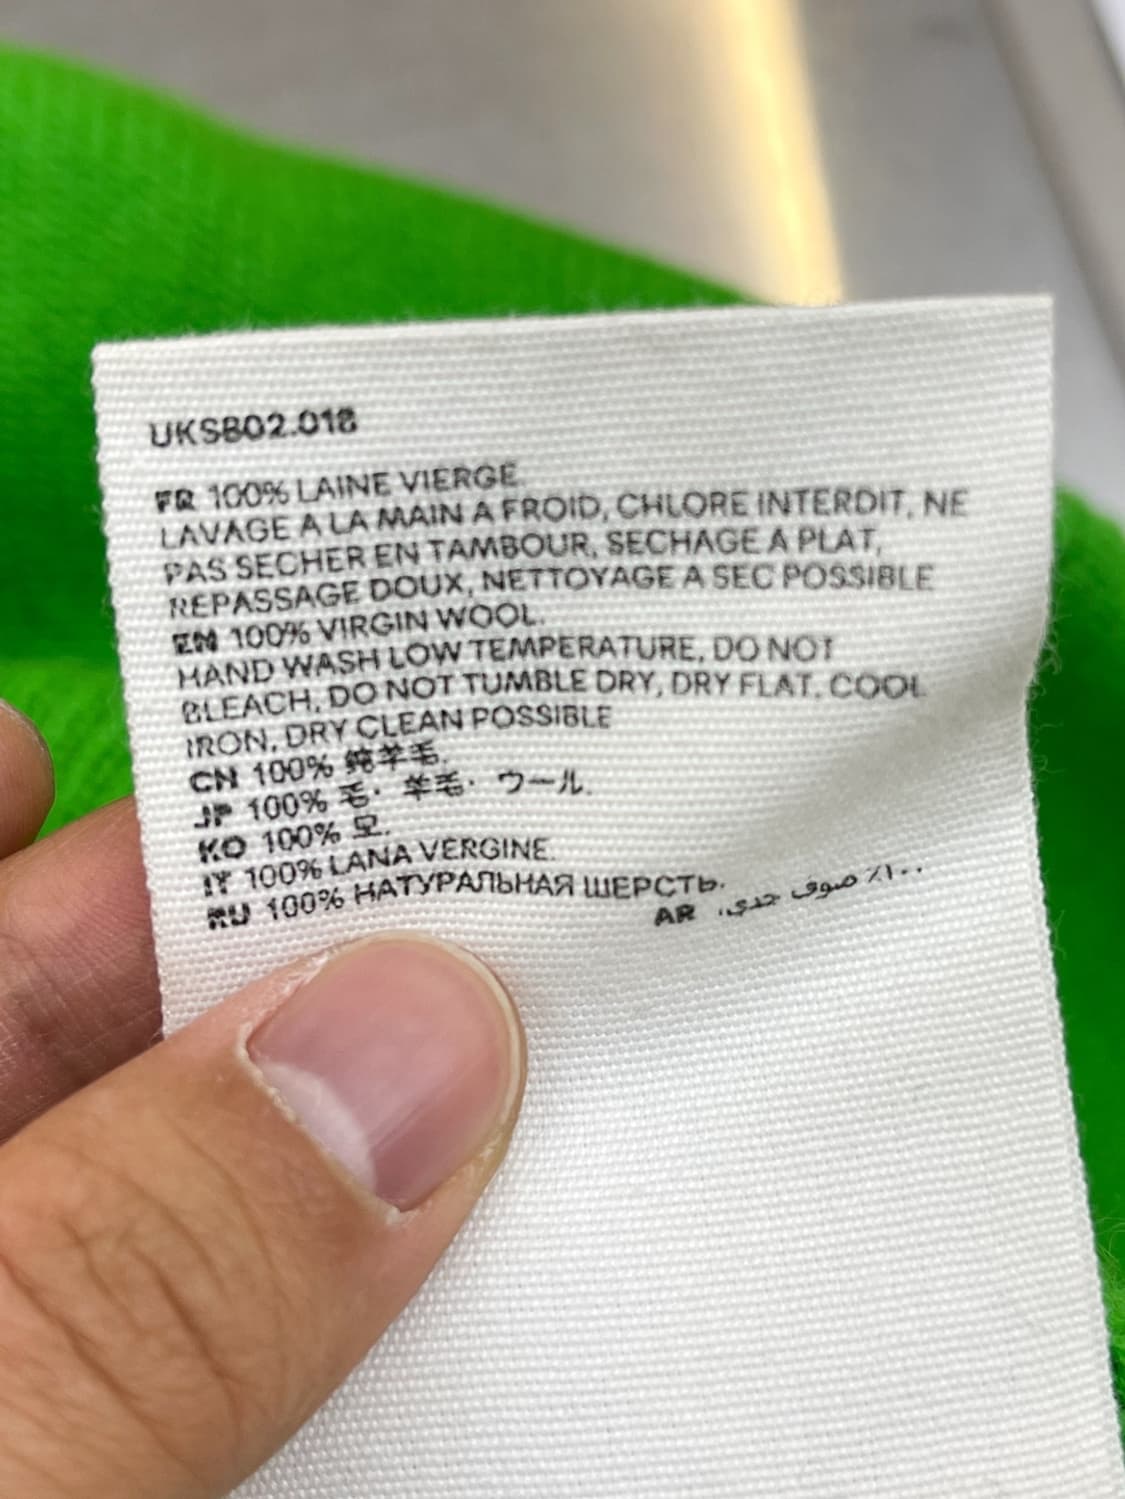 UKSB02.018
FR 100% LAINE VIERGE.
LAVAGE A LA MAIN A FROID, CHLORE INTERDIT, NE
PAS SECHER EN TAMBOUR, SECHAGE A PLAT,
REPASSAGE DOUX, NETTOYAGE A SEC POSSIBLE
EN 100% VIRGIN WOOL.
HAND WASH LOW TEMPERATURE, DO NOT
BLEACH, DO NOT TUMBLE DRY, DRY FLAT, COOL
IRON, DRY CLEAN POSSIBLE
CN 100% 纯羊毛.
JP 100% 毛· 羊毛· ウール.
KO 100% 모.
IT 100% LANA VERGINE.
RU 100% НАТУРАЛЬНАЯ ШЕРСТЬ.
AR ١٠٠٪ صوف جدي.